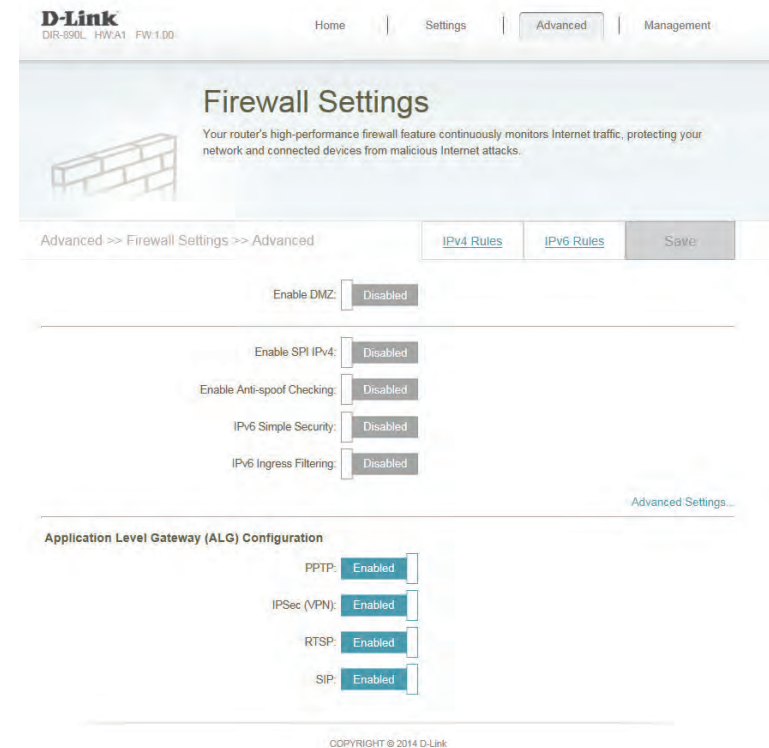 D-Link
DIR-890L HW:A1 FW:1.00
Home
Settings
Advanced
Management
Firewall Settings
Your router's high-performance firewall feature continuously monitors Internet traffic, protecting your
network and connected devices from malicious Internet attacks.
Advanced >> Firewall Settings >> Advanced
IPv4 Rules
IPv6 Rules
Save
Enable DMZ: Disabled
Enable SPI IPv4: Disabled
Enable Anti-spoof Checking: Disabled
IPv6 Simple Security: Disabled
IPv6 Ingress Filtering: Disabled
Advanced Settings...
Application Level Gateway (ALG) Configuration
PPTP: Enabled
IPSec (VPN): Enabled
RTSP: Enabled
SIP: Enabled
COPYRIGHT © 2014 D-Link